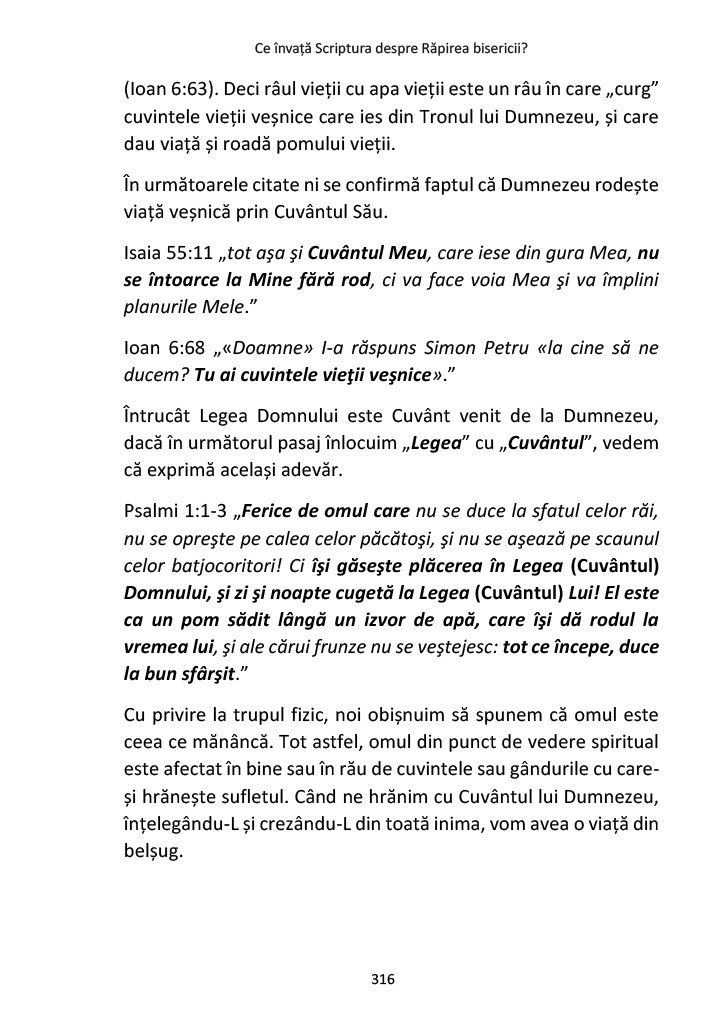 Ce învață Scriptura despre Răpirea bisericii?
(Ioan 6:63). Deci râul vieții cu apa vieții este un râu în care „curg”
cuvintele vieții veșnice care ies din Tronul lui Dumnezeu, și care
dau viață și roadă pomului vieții.
În următoarele citate ni se confirmă faptul că Dumnezeu rodește
viață veșnică prin Cuvântul Său.
Isaia 55:11 „tot aşa şi Cuvântul Meu, care iese din gura Mea, nu
se întoarce la Mine fără rod, ci va face voia Mea şi va împlini
planurile Mele.”
Ioan 6:68 „«Doamne» I-a răspuns Simon Petru «la cine să ne
ducem? Tu ai cuvintele vieţii veşnice».”
Întrucât Legea Domnului este Cuvânt venit de la Dumnezeu,
dacă în următorul pasaj înlocuim „Legea” cu „Cuvântul”, vedem
că exprimă același adevăr.
Psalmi 1:1-3 „Ferice de omul care nu se duce la sfatul celor răi,
nu se opreşte pe calea celor păcătoşi, şi nu se aşează pe scaunul
celor batjocoritori! Ci îşi găseşte plăcerea în Legea (Cuvântul)
Domnului, şi zi şi noapte cugetă la Legea (Cuvântul) Lui! El este
ca un pom sădit lângă un izvor de apă, care îşi dă rodul la
vremea lui, şi ale cărui frunze nu se veştejesc: tot ce începe, duce
la bun sfârşit.”
Cu privire la trupul fizic, noi obișnuim să spunem că omul este
ceea ce mănâncă. Tot astfel, omul din punct de vedere spiritual
este afectat în bine sau în rău de cuvintele sau gândurile cu care-
și hrănește sufletul. Când ne hrănim cu Cuvântul lui Dumnezeu,
înțelegându-L și crezându-L din toată inima, vom avea o viață din
belșug.
316